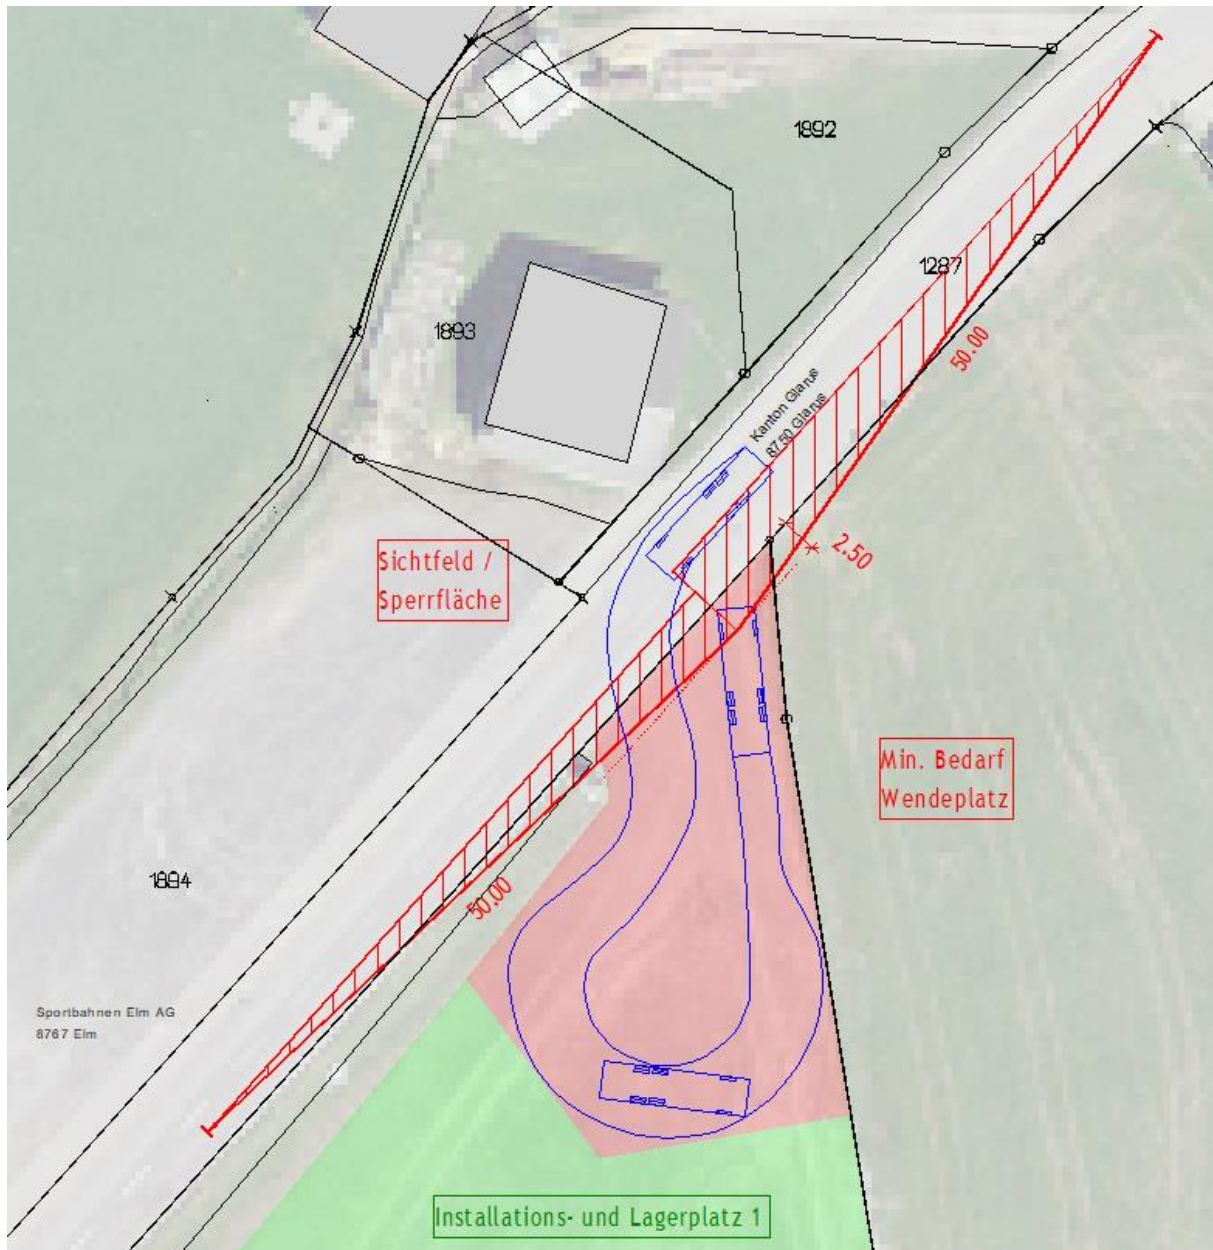 1892
1287
1893
50.00
Kanton Glarus
8750 Glarus
Sichtfeld /
Sperrfläche
2.50
Min. Bedarf
Wendeplatz
1894
50.00
Sportbahnen Elm AG
8767 Elm
Installations- und Lagerplatz 1